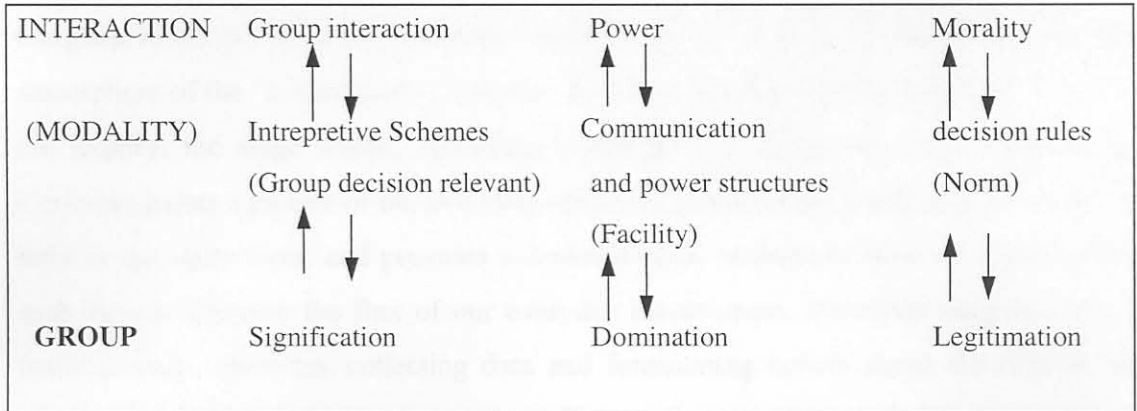 INTERACTION Group interaction Power Morality
(MODALITY) Intrepretive Schemes Communication decision rules
(Group decision relevant) and power structures (Norm)
(Facility)
GROUP Signification Domination Legitimation